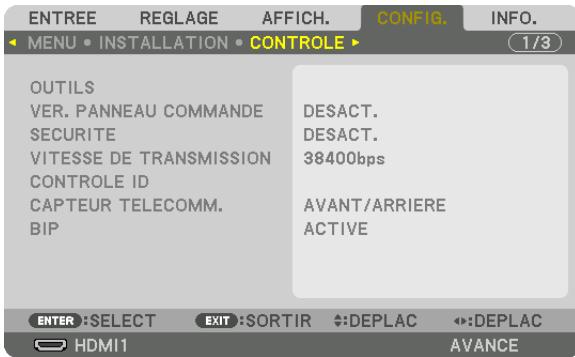 ENTREE REGLAGE AFFICH. CONFIG. INFO.
◂ MENU • INSTALLATION • CONTROLE ▸ 1/3
OUTILS
VER. PANNEAU COMMANDE DESACT.
SECURITE DESACT.
VITESSE DE TRANSMISSION 38400bps
CONTROLE ID
CAPTEUR TELECOMM. AVANT/ARRIERE
BIP ACTIVE
ENTER :SELECT EXIT :SORTIR ♦:DEPLAC ◂▸:DEPLAC
HDMI1 AVANCE